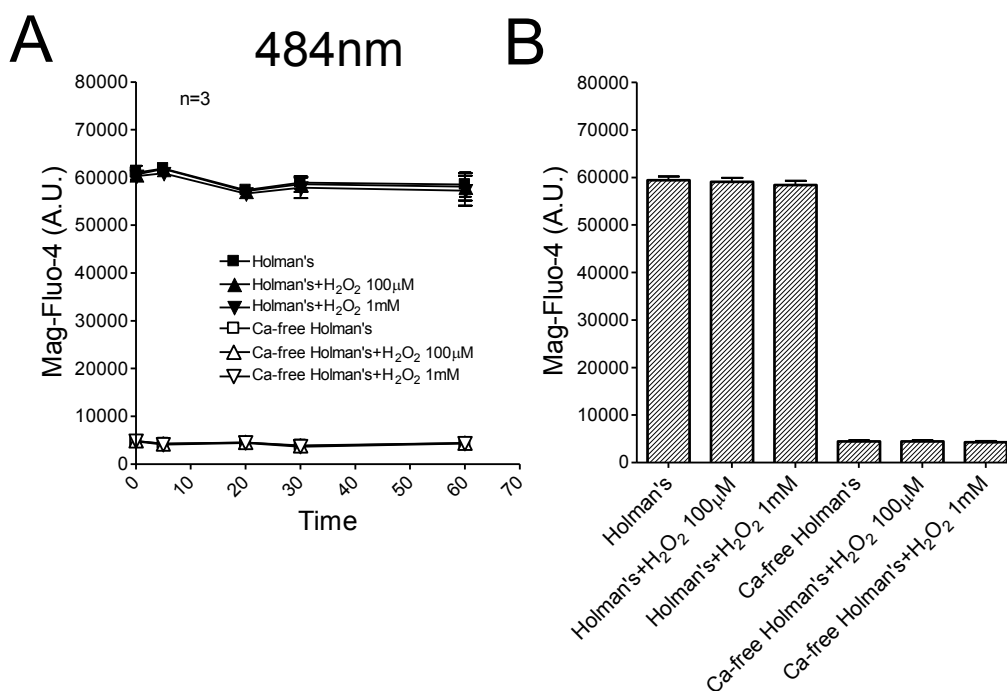 A
484nm
n=3
Mag-Fluo-4 (A.U.)
80000
70000
60000
50000
40000
30000
20000
10000
0
Holman's
Holman's+H₂O₂ 100μM
Holman's+H₂O₂ 1mM
Ca-free Holman's
Ca-free Holman's+H₂O₂ 100μM
Ca-free Holman's+H₂O₂ 1mM
0 10 20 30 40 50 60 70
Time
B
Mag-Fluo-4 (A.U.)
80000
70000
60000
50000
40000
30000
20000
10000
0
Holman's
Holman's+H₂O₂ 100μM
Holman's+H₂O₂ 1mM
Ca-free Holman's
Ca-free Holman's+H₂O₂ 100μM
Ca-free Holman's+H₂O₂ 1mM